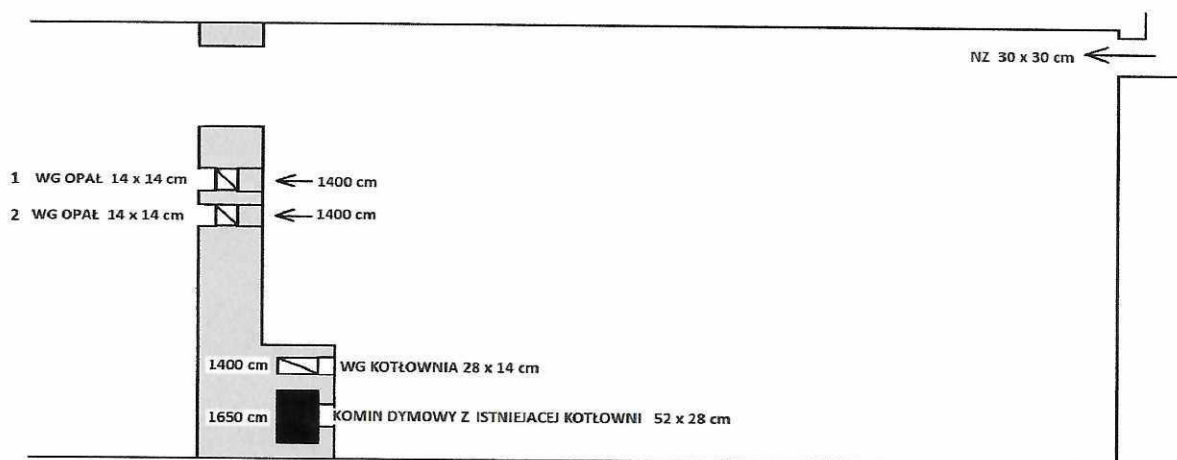 NZ 30 x 30 cm
1 WG OPAŁ 14 x 14 cm 1400 cm
2 WG OPAŁ 14 x 14 cm 1400 cm
1400 cm WG KOTŁOWNIA 28 x 14 cm
1650 cm KOMIN DYMOWY Z ISTNIEJACEJ KOTŁOWNI 52 x 28 cm